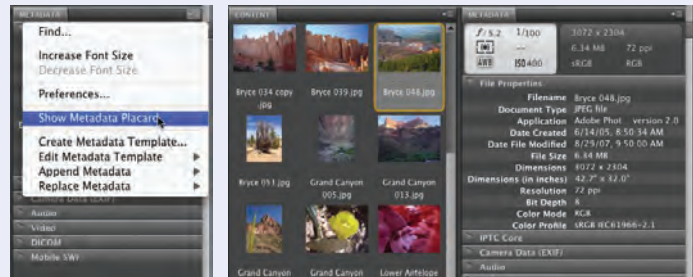 METADATA
Find...
Increase Font Size
Decrease Font Size
Preferences...
Show Metadata Placard
Create Metadata Template...
Edit Metadata Template
Append Metadata
Replace Metadata
Camera Data (EXIF)
Audio
Video
DICOM
Mobile SWF
CONTENT
Bryce 034 copy
.jpg
Bryce 039.jpg
Bryce 048.jpg
Bryce 051.jpg
Grand Canyon
005.jpg
Grand Canyon
013.jpg
Grand Canyon
Grand Canyon
Lower Antelope
METADATA
f/5.2 1/100
--
AWB ISO 400
3072 x 2304
6.34 MB 72 ppi
sRGB RGB
File Properties
Filename Bryce 048.jpg
Document Type JPEG file
Application Adobe Phot version 2.0
Date Created 6/14/05, 8:50:34 AM
Date File Modified 8/25/07, 9:50:00 AM
File Size 6.34 MB
Dimensions 3072 x 2304
Dimensions (in inches) 42.7" x 32.0"
Resolution 72 ppi
Bit Depth 8
Color Mode RGB
Color Profile sRGB IEC61966-2.1
IPTC Core
Camera Data (EXIF)
Audio